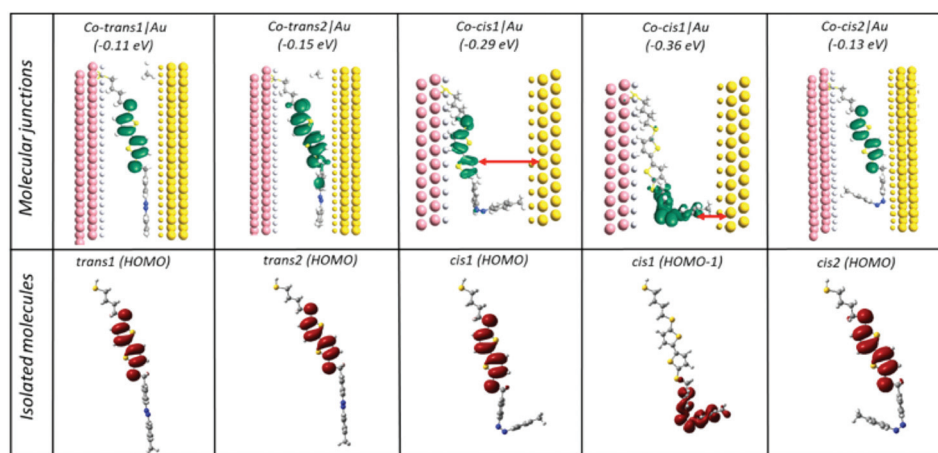 Molecular junctions
Co-trans1|Au
(-0.11 eV)
Co-trans2|Au
(-0.15 eV)
Co-cis1|Au
(-0.29 eV)
Co-cis1|Au
(-0.36 eV)
Co-cis2|Au
(-0.13 eV)
Isolated molecules
trans1 (HOMO)
trans2 (HOMO)
cis1 (HOMO)
cis1 (HOMO-1)
cis2 (HOMO)